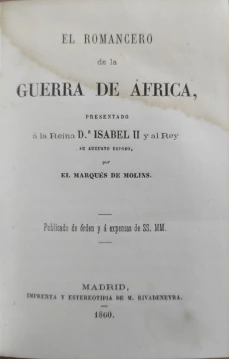 EL ROMANCERO
de la
GUERRA DE ÁFRICA,
PRESENTADO
á la Reina D.ª ISABEL II y al Rey
SU AUGUSTO ESPOSO,
por
EL MARQUÉS DE MOLINS.
Publicado de órden y á expensas de SS. MM.
MADRID,
IMPRENTA Y ESTEREOTIPIA DE M. RIVADENEYRA.
1860.